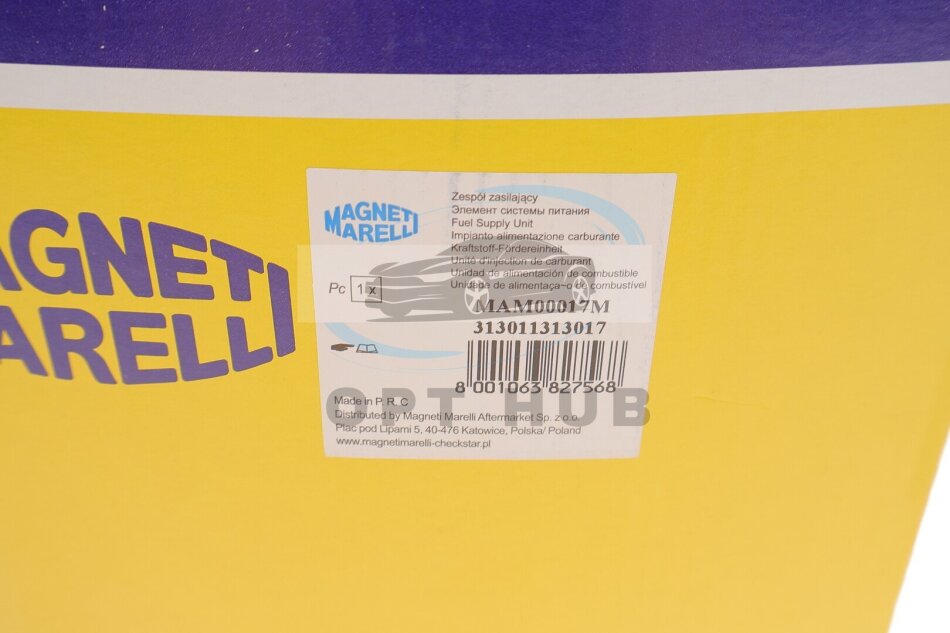 AGNETI
MARELLI
MAGNETI
MARELLI
Zespół zasilający
Элемент системы питания
Fuel Supply Unit
Impianto alimentazione carburante
Kraftstoff-Fördereinheit
Unité d'injection de carburant
Unidad de alimentación de combustible
Unidade de alimentaça~o de combustível
Pc 1 x
MAM00017M
313011313017
8 001063 827568
OPT HUB
Made in P. R. C
Distributed by Magneti Marelli Aftermarket Sp. z o.o.
Plac pod Lipami 5, 40-476 Katowice, Polska/ Poland
www.magnetimarelli-checkstar.pl